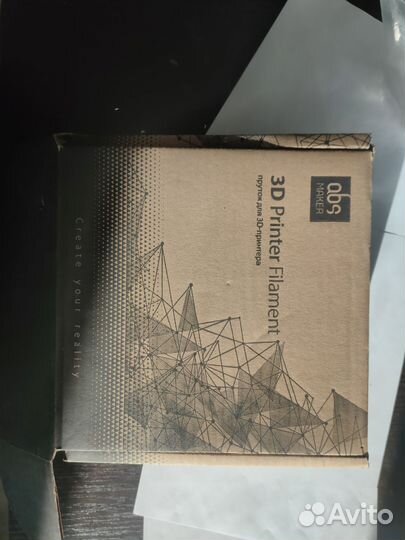 abs
MAKER
3D Printer Filament
пруток для 3D-принтера
Create your reality
Avito